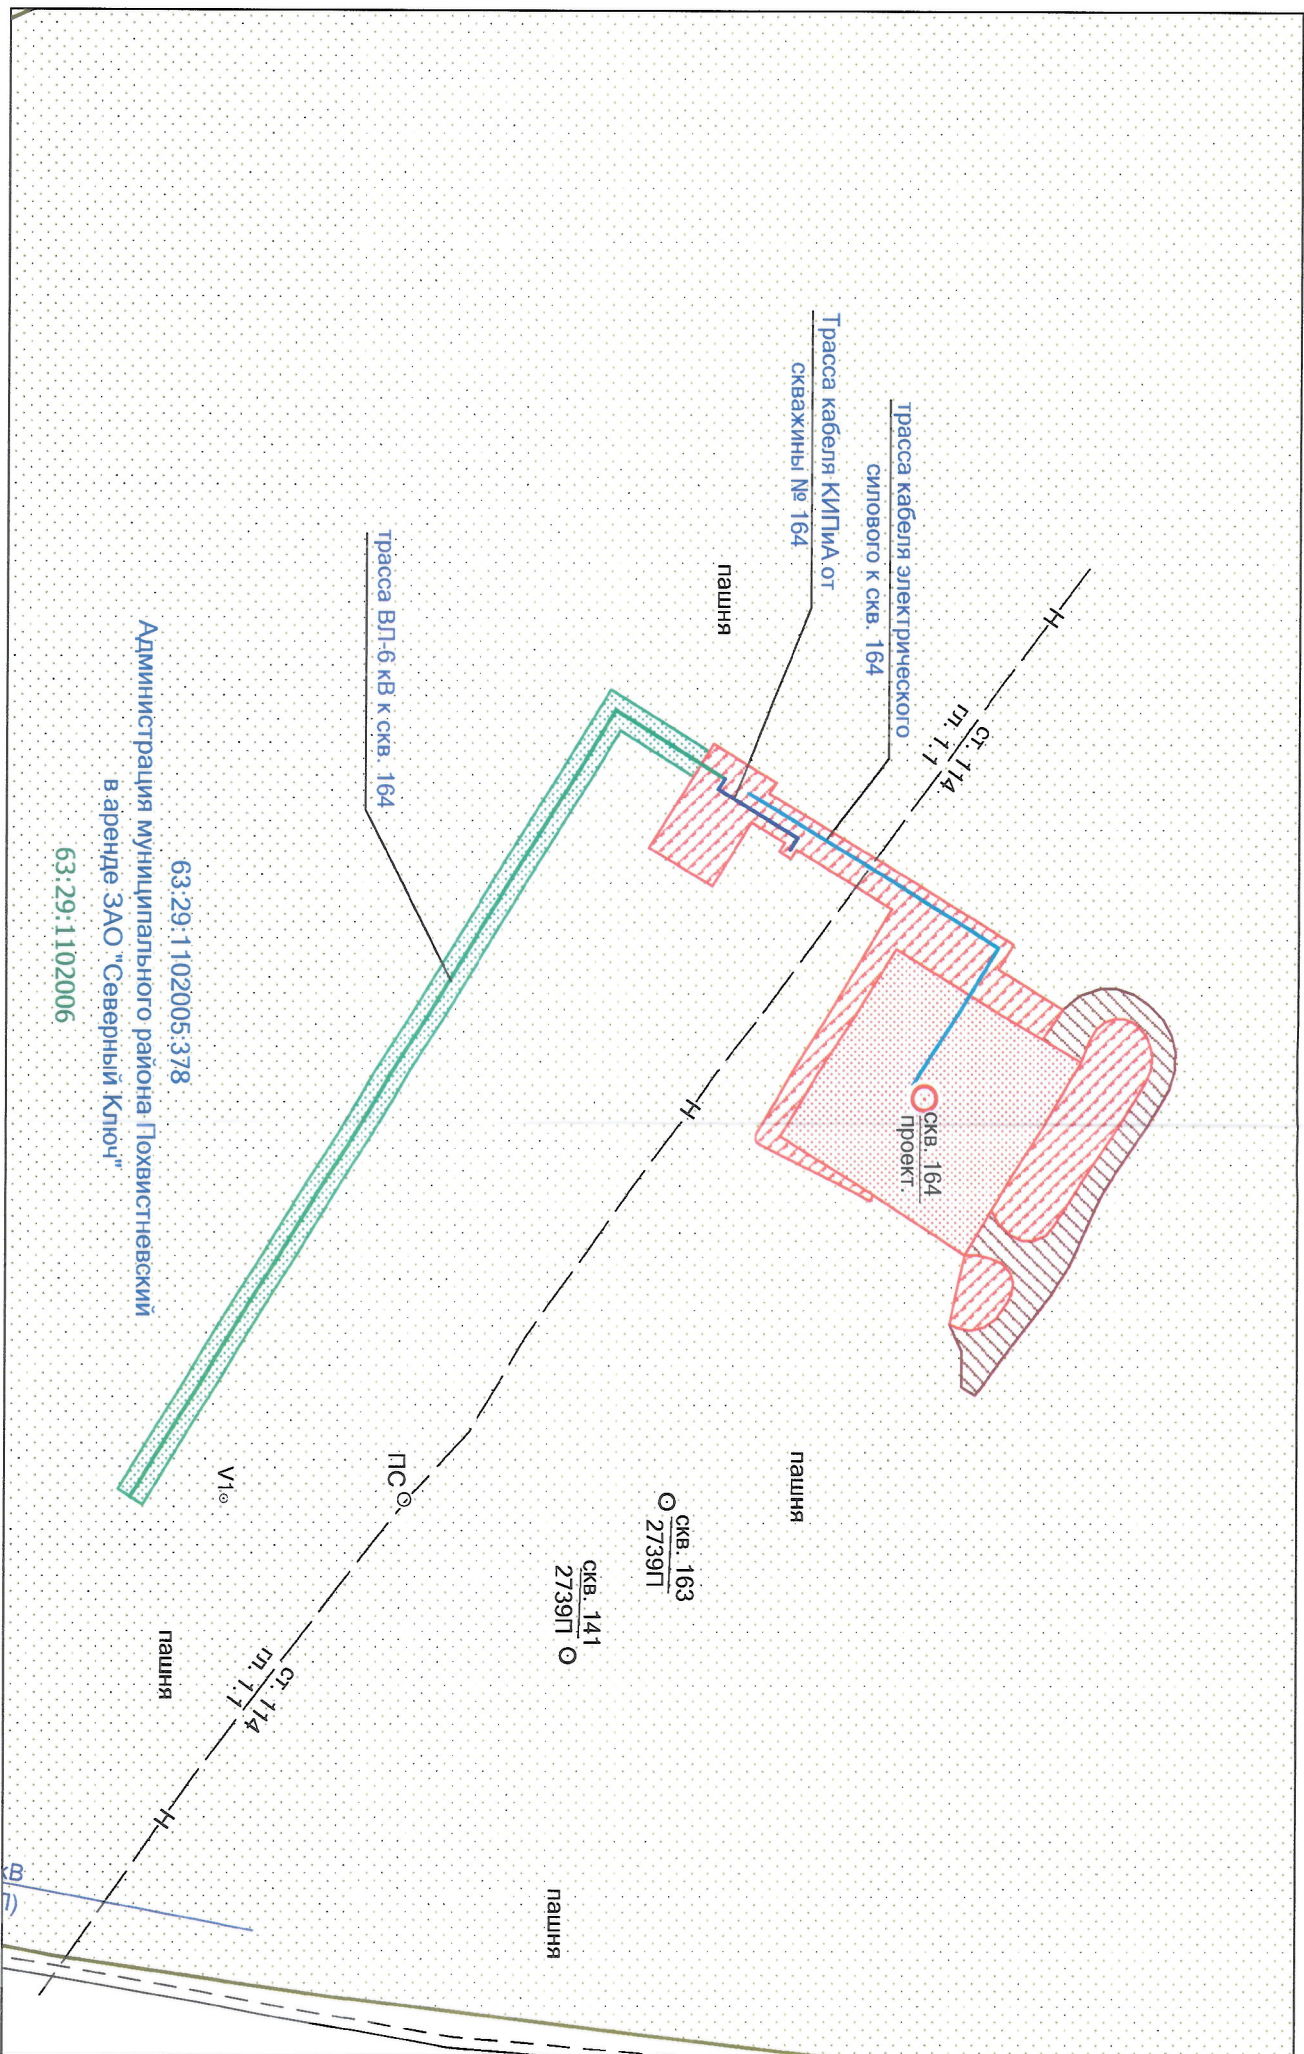 трасса кабеля электрического
силового к скв. 164
Трасса кабеля КИПиА от
скважины № 164
Н
ст. 114
гл. 1.1
скв. 164
проект.
пашня
пашня
Н
скв. 163
2739П
скв. 141
2739П
пашня
трасса ВЛ-6 кВ к скв. 164
ПС
V1
ст. 114
гл. 1.1
пашня
Н
63:29:1102005:378
Администрация муниципального района Похвистневский
в аренде ЗАО "Северный Ключ"
63:29:1102006